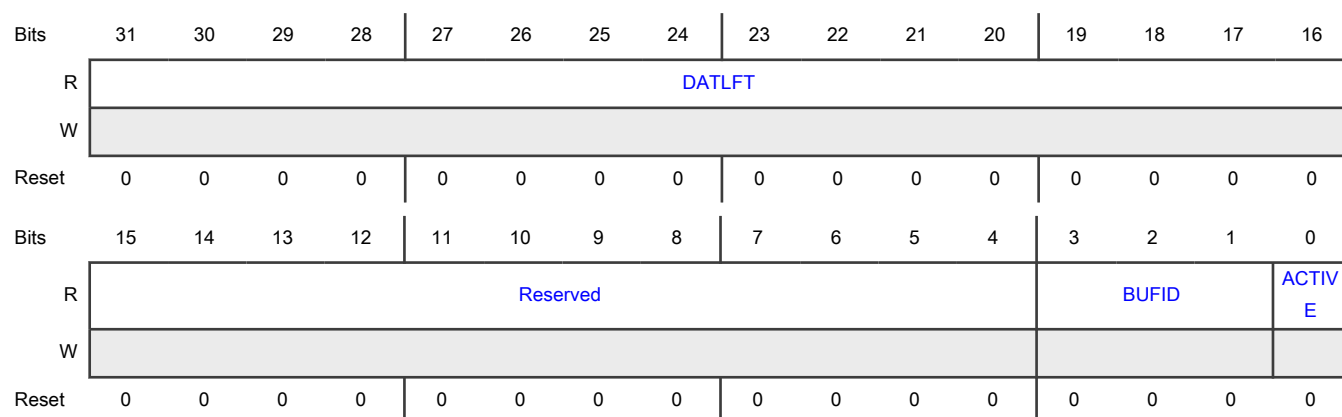 Bits 31 30 29 28 27 26 25 24 23 22 21 20 19 18 17 16
R DATLFT
W
Reset 0 0 0 0 0 0 0 0 0 0 0 0 0 0 0 0
Bits 15 14 13 12 11 10 9 8 7 6 5 4 3 2 1 0
R Reserved BUFID ACTIV
E
W
Reset 0 0 0 0 0 0 0 0 0 0 0 0 0 0 0 0